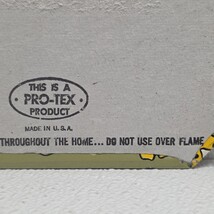 THIS IS A
• PRO-TEX •
PRODUCT
MADE IN U.S.A.
THROUGHOUT THE HOME... DO NOT USE OVER FLAME